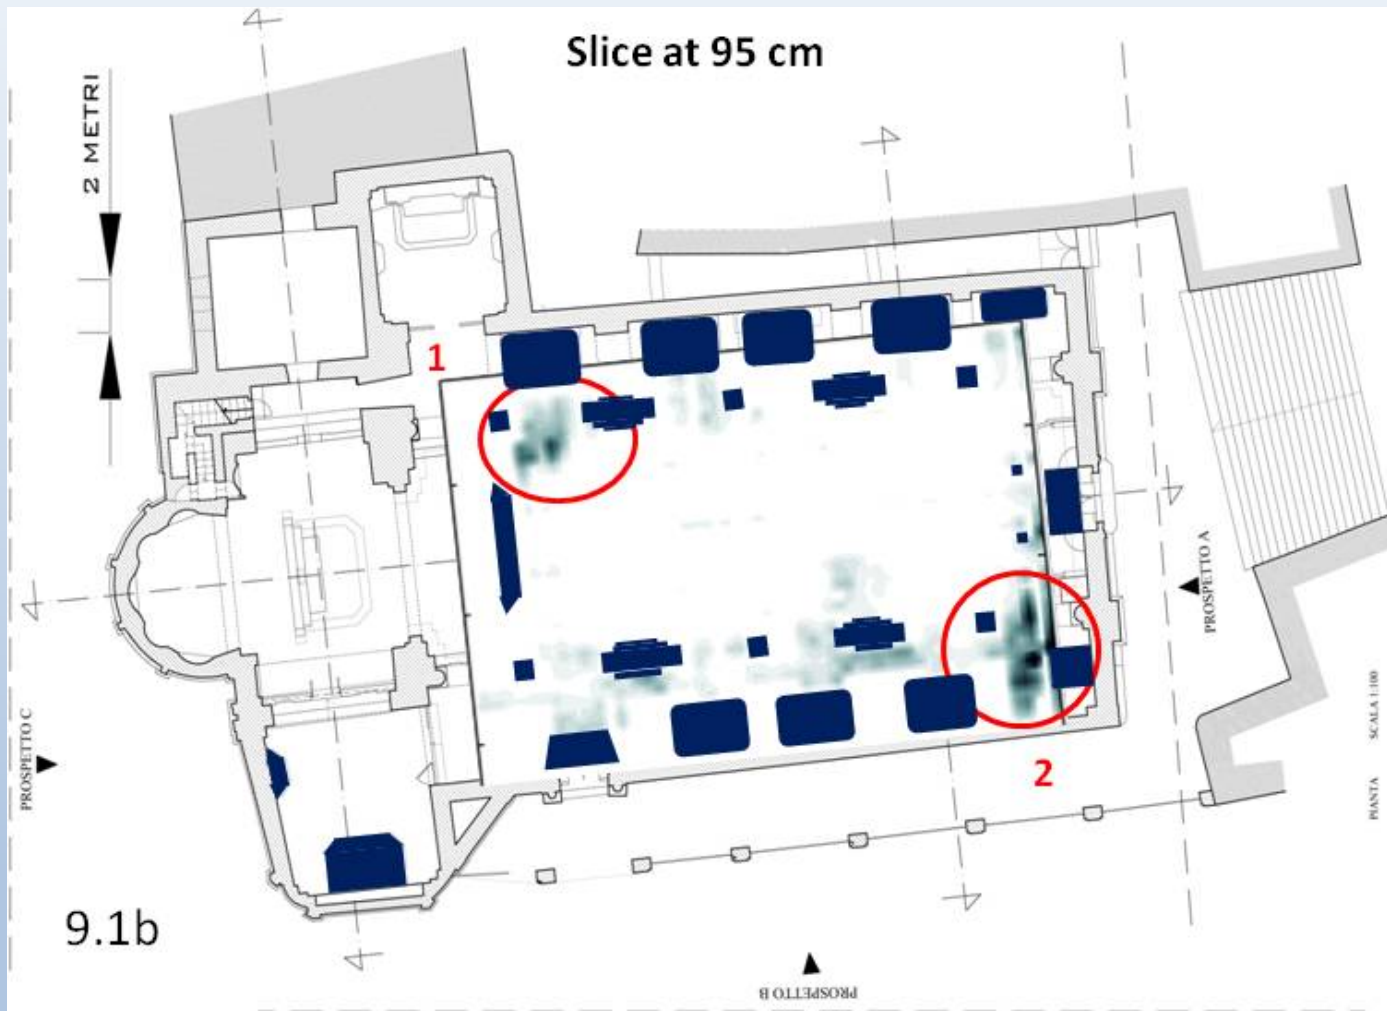 Slice at 95 cm
2 METRI
1
PROSPETTO A
2
PROSPETTO C
PIANTA SCALA 1:100
9.1b
PROSPETTO B